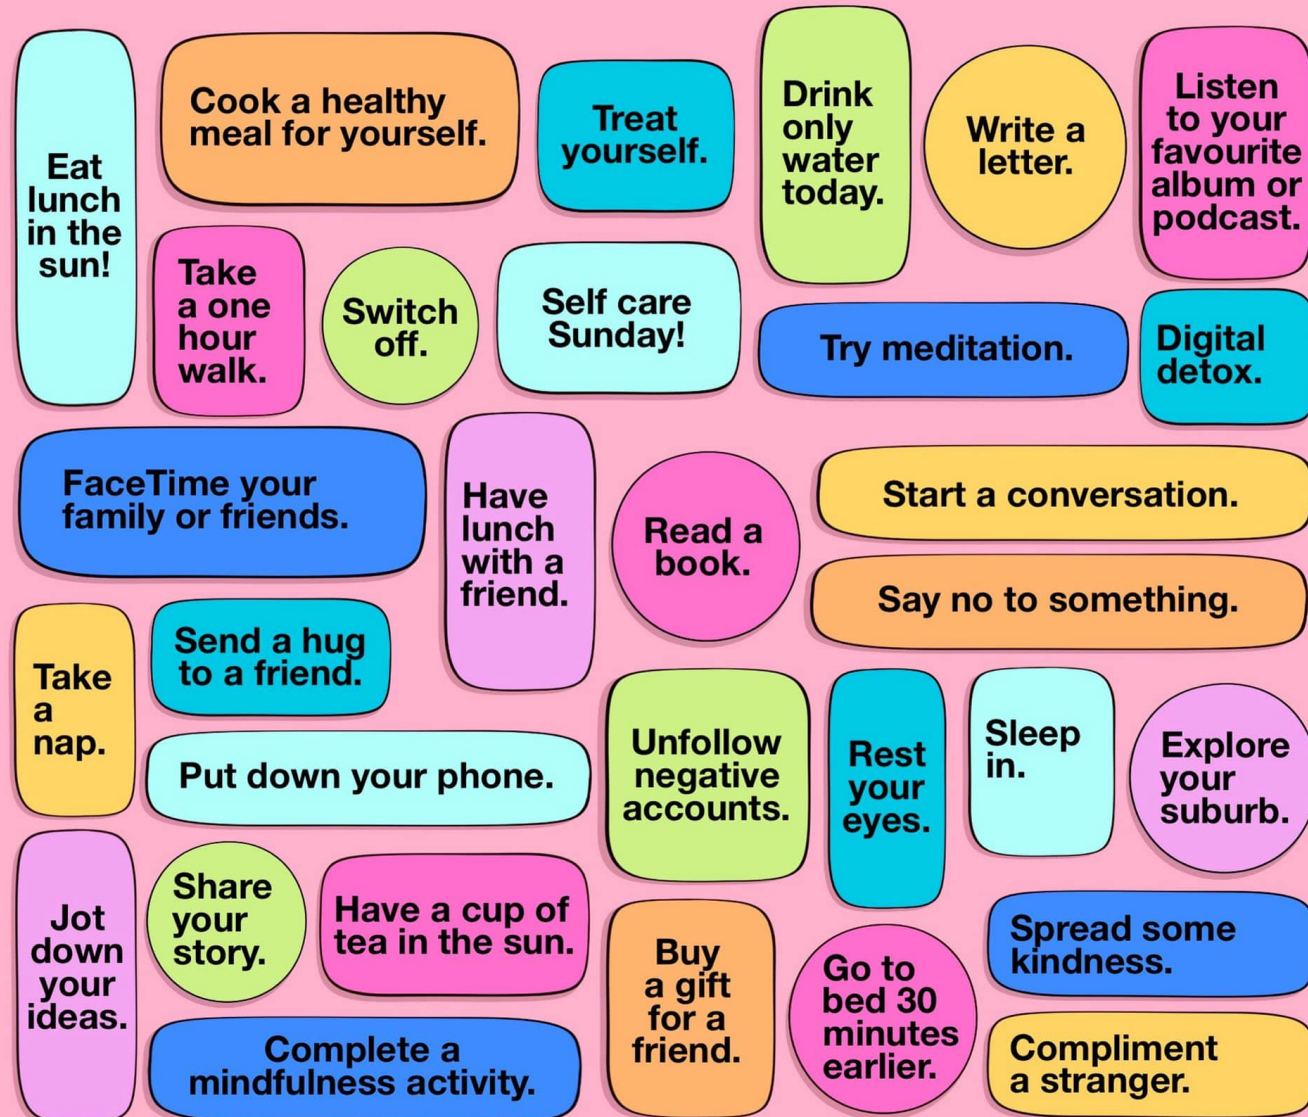 Eat
lunch
in the
sun!
Cook a healthy
meal for yourself.
Treat
yourself.
Drink
only
water
today.
Write a
letter.
Listen
to your
favourite
album or
podcast.
Take
a one
hour
walk.
Switch
off.
Self care
Sunday!
Try meditation.
Digital
detox.
FaceTime your
family or friends.
Have
lunch
with a
friend.
Read a
book.
Start a conversation.
Say no to something.
Take
a
nap.
Send a hug
to a friend.
Put down your phone.
Unfollow
negative
accounts.
Rest
your
eyes.
Sleep
in.
Explore
your
suburb.
Jot
down
your
ideas.
Share
your
story.
Have a cup of
tea in the sun.
Buy
a gift
for a
friend.
Go to
bed 30
minutes
earlier.
Spread some
kindness.
Complete a
mindfulness activity.
Compliment
a stranger.